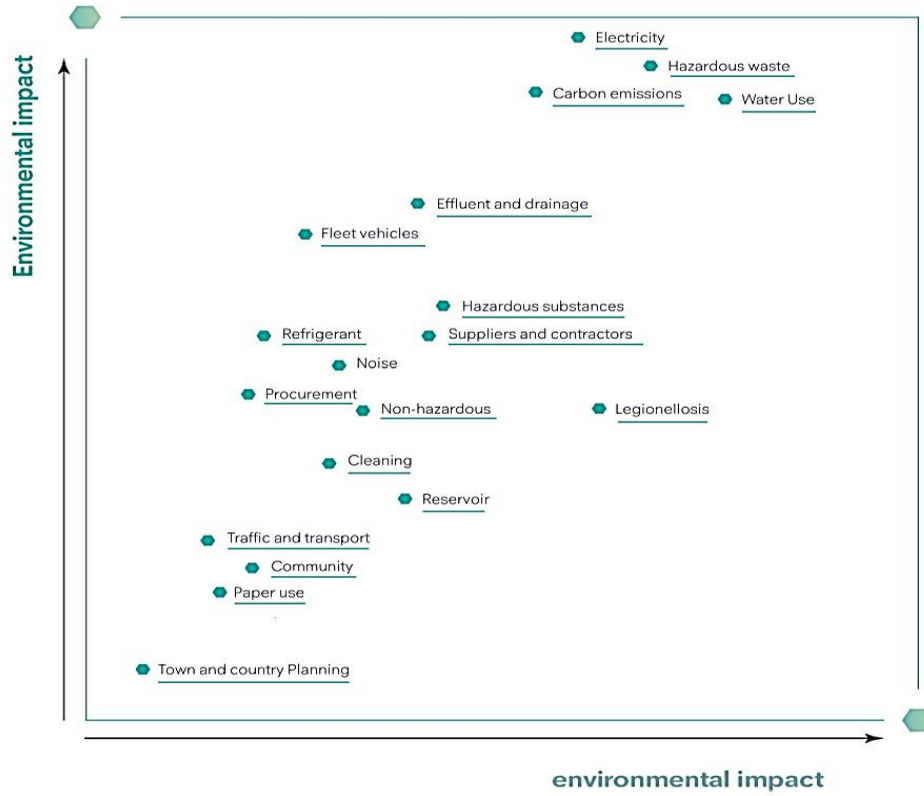 Electricity
Hazardous waste
Carbon emissions
Water Use
Environmental impact
Effluent and drainage
Fleet vehicles
Hazardous substances
Refrigerant
Suppliers and contractors
Noise
Procurement
Non-hazardous
Legionellosis
Cleaning
Reservoir
Traffic and transport
Community
Paper use
Town and country Planning
environmental impact